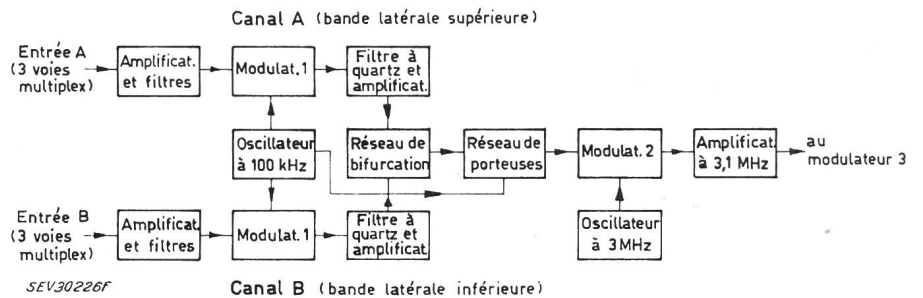 Canal A (bande latérale supérieure)
Entrée A
(3 voies
multiplex)
Amplificat.
et filtres
Modulat.1
Filtre à
quartz et
amplificat.
Oscillateur
à 100 kHz
Réseau de
bifurcation
Réseau de
porteuses
Modulat.2
Amplificat.
à 3,1 MHz
au
modulateur 3
Entrée B
(3 voies
multiplex)
Amplificat.
et filtres
Modulat.1
Filtre à
quartz et
amplificat.
Oscillateur
à 3MHz
SEV30226F
Canal B (bande latérale inférieure)